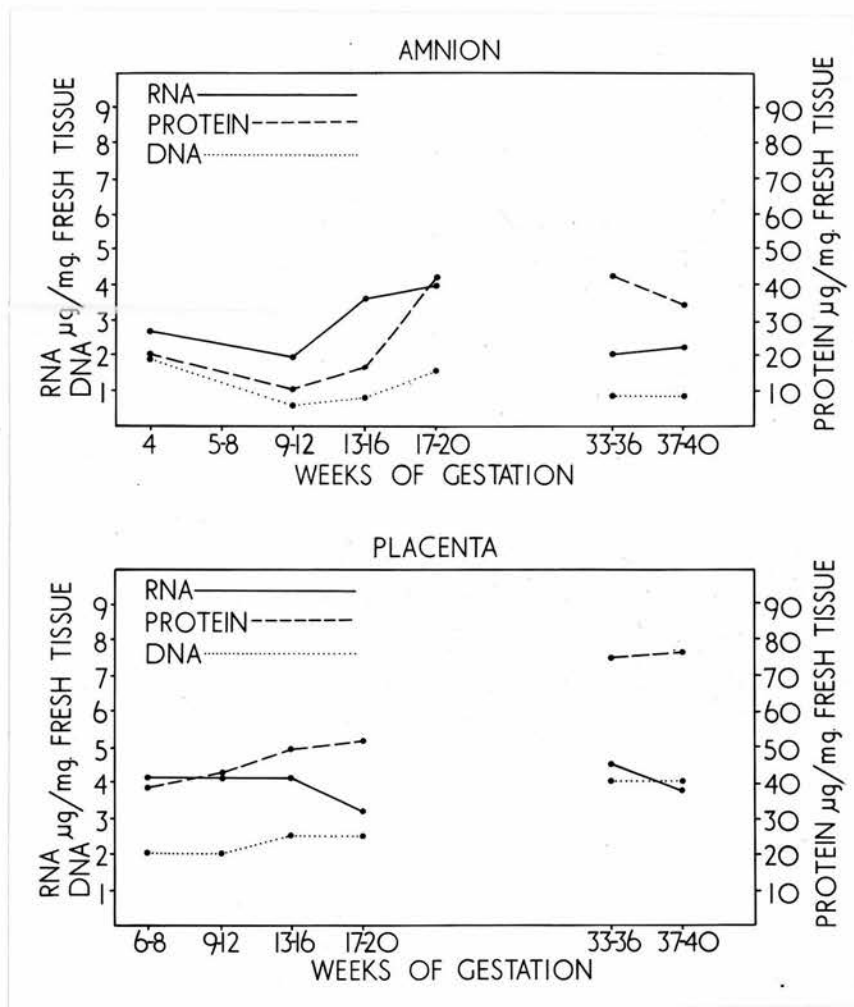 AMNION
RNA
PROTEIN
DNA
RNA DNA µg/mg. FRESH TISSUE
9
8
7
6
5
4
3
2
1
PROTEIN µg/mg. FRESH TISSUE
90
80
70
60
50
40
30
20
10
4 5-8 9-12 13-16 17-20 33-36 37-40
WEEKS OF GESTATION
PLACENTA
RNA
PROTEIN
DNA
RNA DNA µg/mg. FRESH TISSUE
9
8
7
6
5
4
3
2
1
PROTEIN µg/mg. FRESH TISSUE
90
80
70
60
50
40
30
20
10
6-8 9-12 13-16 17-20 33-36 37-40
WEEKS OF GESTATION